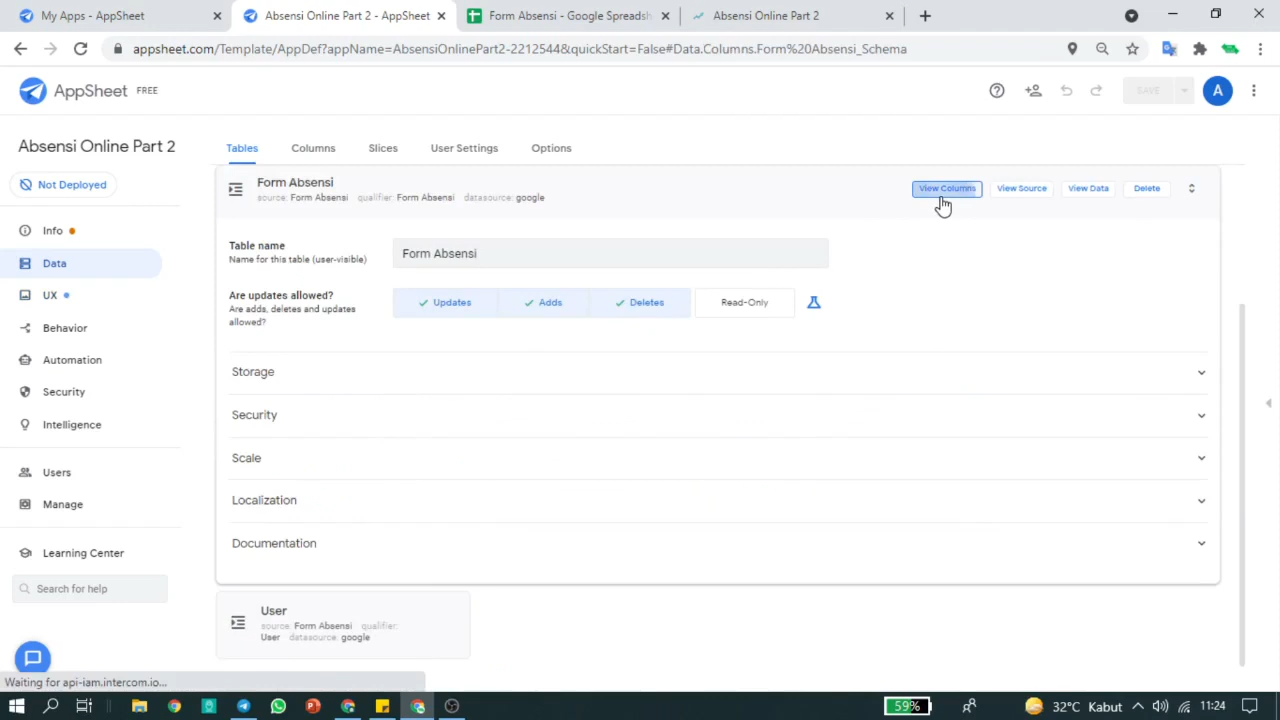 My Apps - AppSheet
Absensi Online Part 2 - AppSheet
Form Absensi - Google Spreadsh
Absensi Online Part 2
appsheet.com/Template/AppDef?appName=AbsensiOnlinePart2-2212544&quickStart=False#Data.Columns.Form%20Absensi_Schema
AppSheet FREE
SAVE
A
Absensi Online Part 2
Tables Columns Slices User Settings Options
Not Deployed
Form Absensi
source: Form Absensi qualifier: Form Absensi datasource: google
View Columns View Source View Data Delete
Info
Data
UX
Behavior
Automation
Security
Intelligence
Users
Manage
Learning Center
Search for help
Table name
Name for this table (user-visible)
Form Absensi
Are updates allowed?
Are adds, deletes and updates
allowed?
Updates Adds Deletes Read-Only
Storage
Security
Scale
Localization
Documentation
User
source: Form Absensi qualifier:
User datasource: google
Waiting for api-iam.intercom.io...
59%
32°C Kabut
11:24